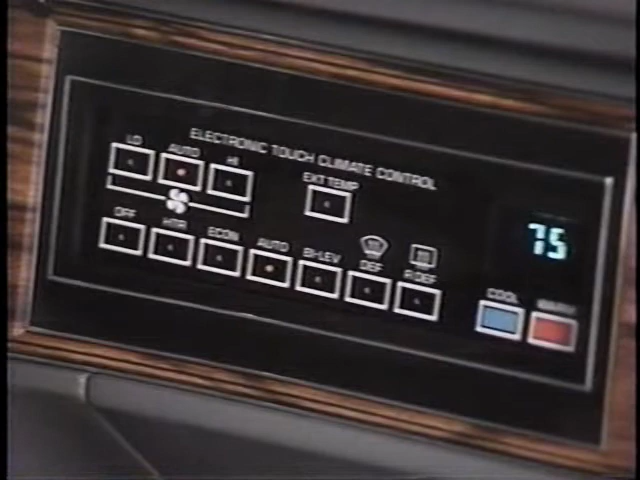 ELECTRONIC TOUCH CLIMATE CONTROL
LO AUTO HI
EXT TEMP
75
OFF HTR ECON AUTO BI-LEV DEF R DEF
COOL WARM